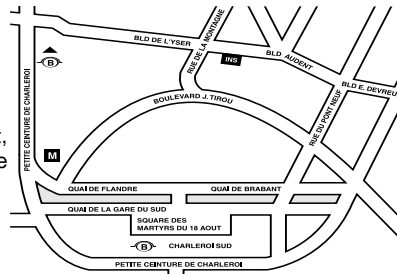 BLD DE L'YSER
RUE DE LA MONTAGNE
INS
BLD AUDENT
BLD E. DEVREU
B
PETITE CEINTURE DE CHARLEROI
BOULEVARD J. TIROU
RUE DU PONT NEUF
t,
e
M
QUAI DE FLANDRE
QUAI DE BRABANT
QUAI DE LA GARE DU SUD
SQUARE DES
MARTYRS DU 18 AOUT
B
CHARLEROI SUD
PETITE CEINTURE DE CHARLEROI